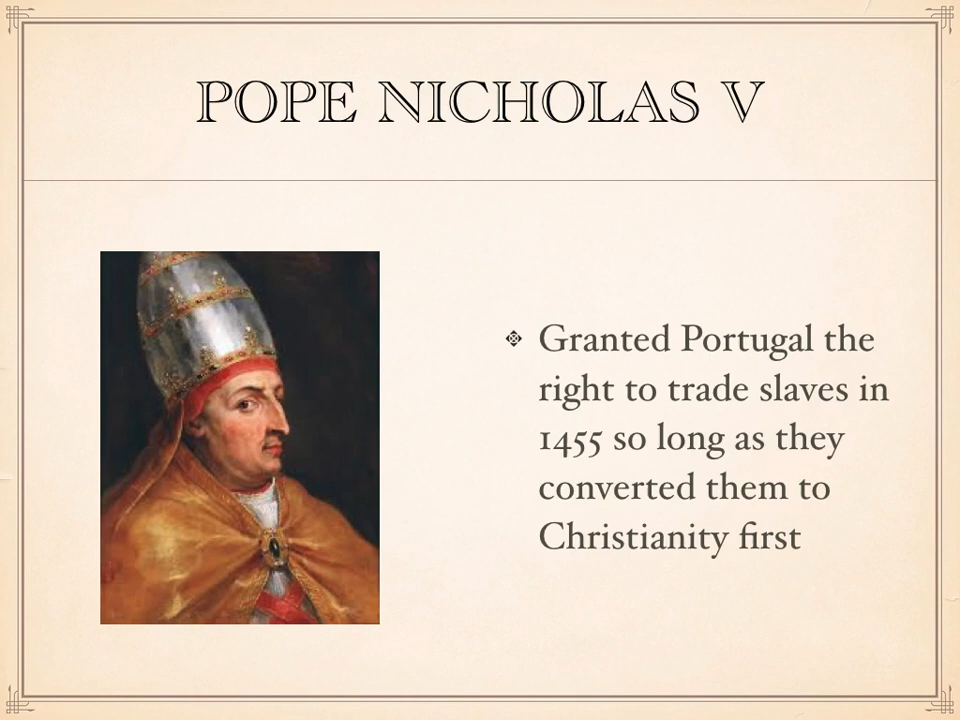 POPE NICHOLAS V
Granted Portugal the
right to trade slaves in
1455 so long as they
converted them to
Christianity first